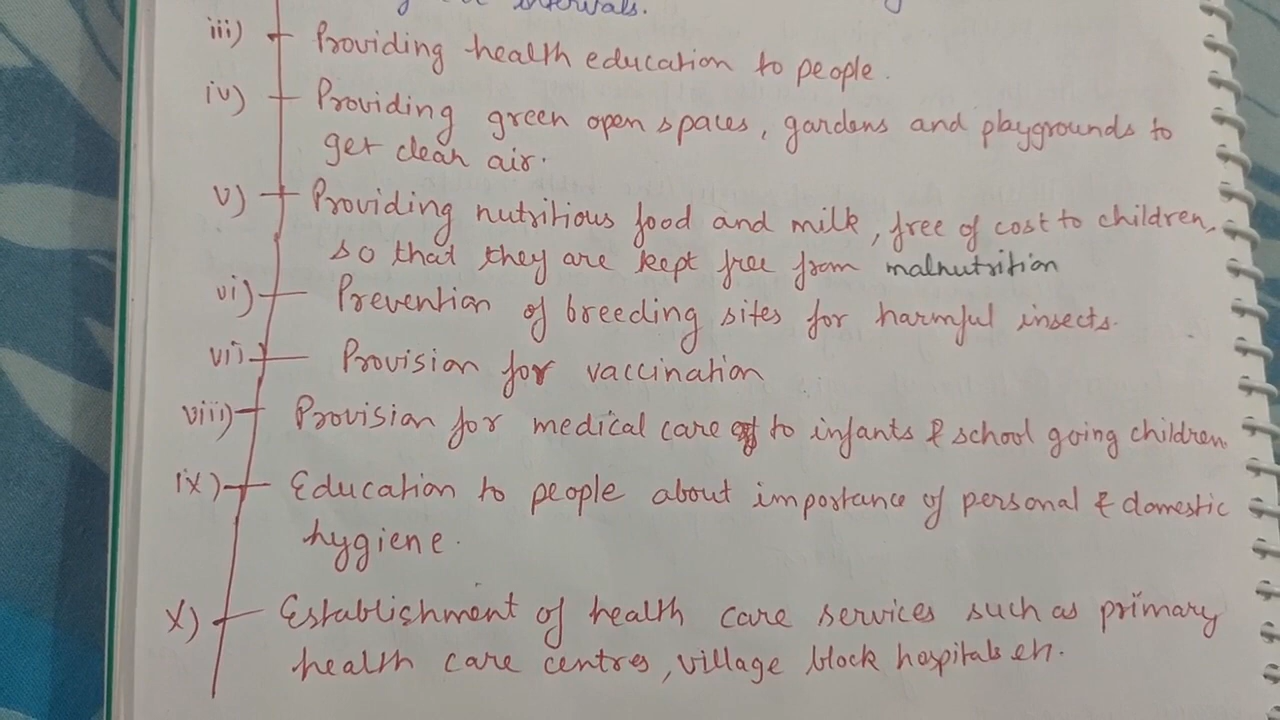 intervals.
iii) Providing health education to people.
iv) Providing green open spaces, gardens and playgrounds to
get clean air.
v) Providing nutritious food and milk, free of cost to children,
so that they are kept free from malnutrition
vi) Prevention of breeding sites for harmful insects.
vii) Provision for vaccination
viii) Provision for medical care to infants & school going children.
ix) Education to people about importance of personal & domestic
hygiene.
x) Establishment of health care services such as primary
health care centres, village block hospitals etc.